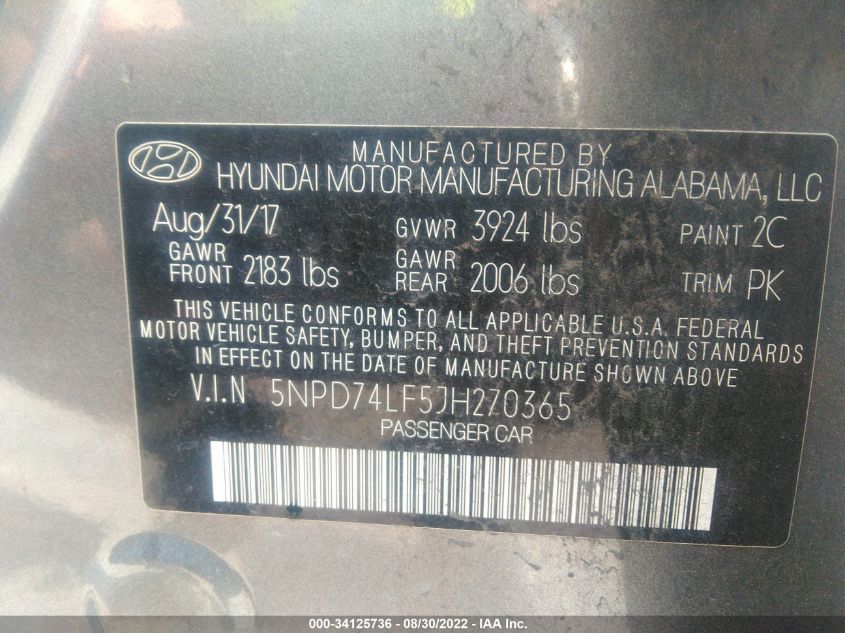 MANUFACTURED BY
HYUNDAI MOTOR MANUFACTURING ALABAMA, LLC
Aug/31/17 GVWR 3924 lbs PAINT 2C
GAWR FRONT 2183 lbs GAWR REAR 2006 lbs TRIM PK
THIS VEHICLE CONFORMS TO ALL APPLICABLE U.S.A. FEDERAL
MOTOR VEHICLE SAFETY, BUMPER, AND THEFT PREVENTION STANDARDS
IN EFFECT ON THE DATE OF MANUFACTURE SHOWN ABOVE
V.I.N 5NPD74LF5JH270365
PASSENGER CAR
000-34125736 - 08/30/2022 - IAA Inc.